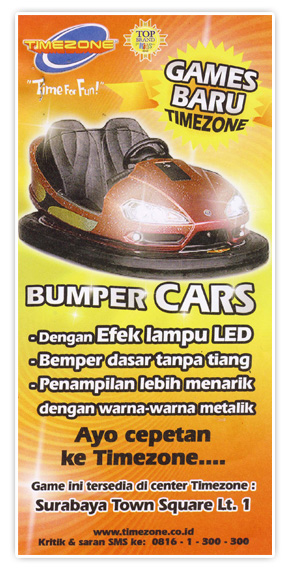 TIMEZONE
"Time For Fun!"
TOP
BRAND
GAMES
BARU
TIMEZONE
BUMPER CARS
- Dengan Efek lampu LED
- Bemper dasar tanpa tiang
- Penampilan lebih menarik
dengan warna-warna metalik
Ayo cepetan
ke Timezone....
Game ini tersedia di center Timezone :
Surabaya Town Square Lt. 1
www.timezone.co.id
Kritik & saran SMS ke: 0816 - 1 - 300 - 300